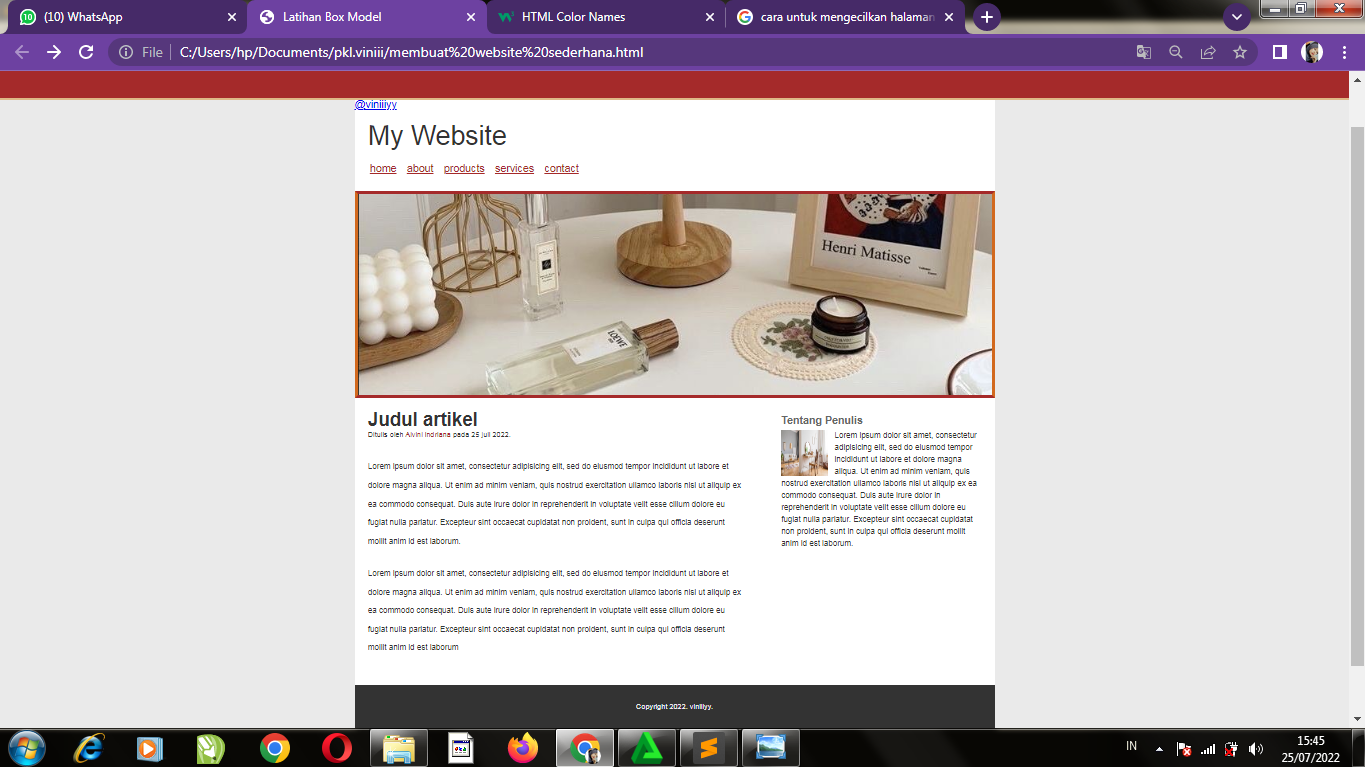 10 (10) WhatsApp
Latihan Box Model
HTML Color Names
cara untuk mengecilkan halaman
File C:/Users/hp/Documents/pkl.viniii/membuat%20website%20sederhana.html
@viniiiyy
My Website
home about products services contact
Henri Matisse
LOEWE
Judul artikel
Ditulis oleh Alvini Indriana pada 25 juli 2022.
Lorem ipsum dolor sit amet, consectetur adipisicing elit, sed do eiusmod tempor incididunt ut labore et
dolore magna aliqua. Ut enim ad minim veniam, quis nostrud exercitation ullamco laboris nisi ut aliquip ex
ea commodo consequat. Duis aute irure dolor in reprehenderit in voluptate velit esse cillum dolore eu
fugiat nulla pariatur. Excepteur sint occaecat cupidatat non proident, sunt in culpa qui officia deserunt
mollit anim id est laborum.
Lorem ipsum dolor sit amet, consectetur adipisicing elit, sed do eiusmod tempor incididunt ut labore et
dolore magna aliqua. Ut enim ad minim veniam, quis nostrud exercitation ullamco laboris nisi ut aliquip ex
ea commodo consequat. Duis aute irure dolor in reprehenderit in voluptate velit esse cillum dolore eu
fugiat nulla pariatur. Excepteur sint occaecat cupidatat non proident, sunt in culpa qui officia deserunt
mollit anim id est laborum
Tentang Penulis
Lorem ipsum dolor sit amet, consectetur
adipisicing elit, sed do eiusmod tempor
incididunt ut labore et dolore magna
aliqua. Ut enim ad minim veniam, quis
nostrud exercitation ullamco laboris nisi ut aliquip ex ea
commodo consequat. Duis aute irure dolor in
reprehenderit in voluptate velit esse cillum dolore eu
fugiat nulla pariatur. Excepteur sint occaecat cupidatat
non proident, sunt in culpa qui officia deserunt mollit
anim id est laborum.
Copyright 2022. viniiyy.
IN
15:45
25/07/2022